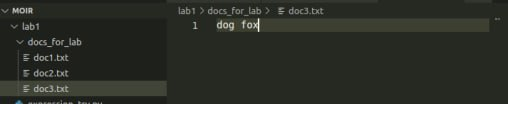 MOIR
lab1
docs_for_lab
doc1.txt
doc2.txt
doc3.txt
lab1 > docs_for_lab > doc3.txt
1 dog fox